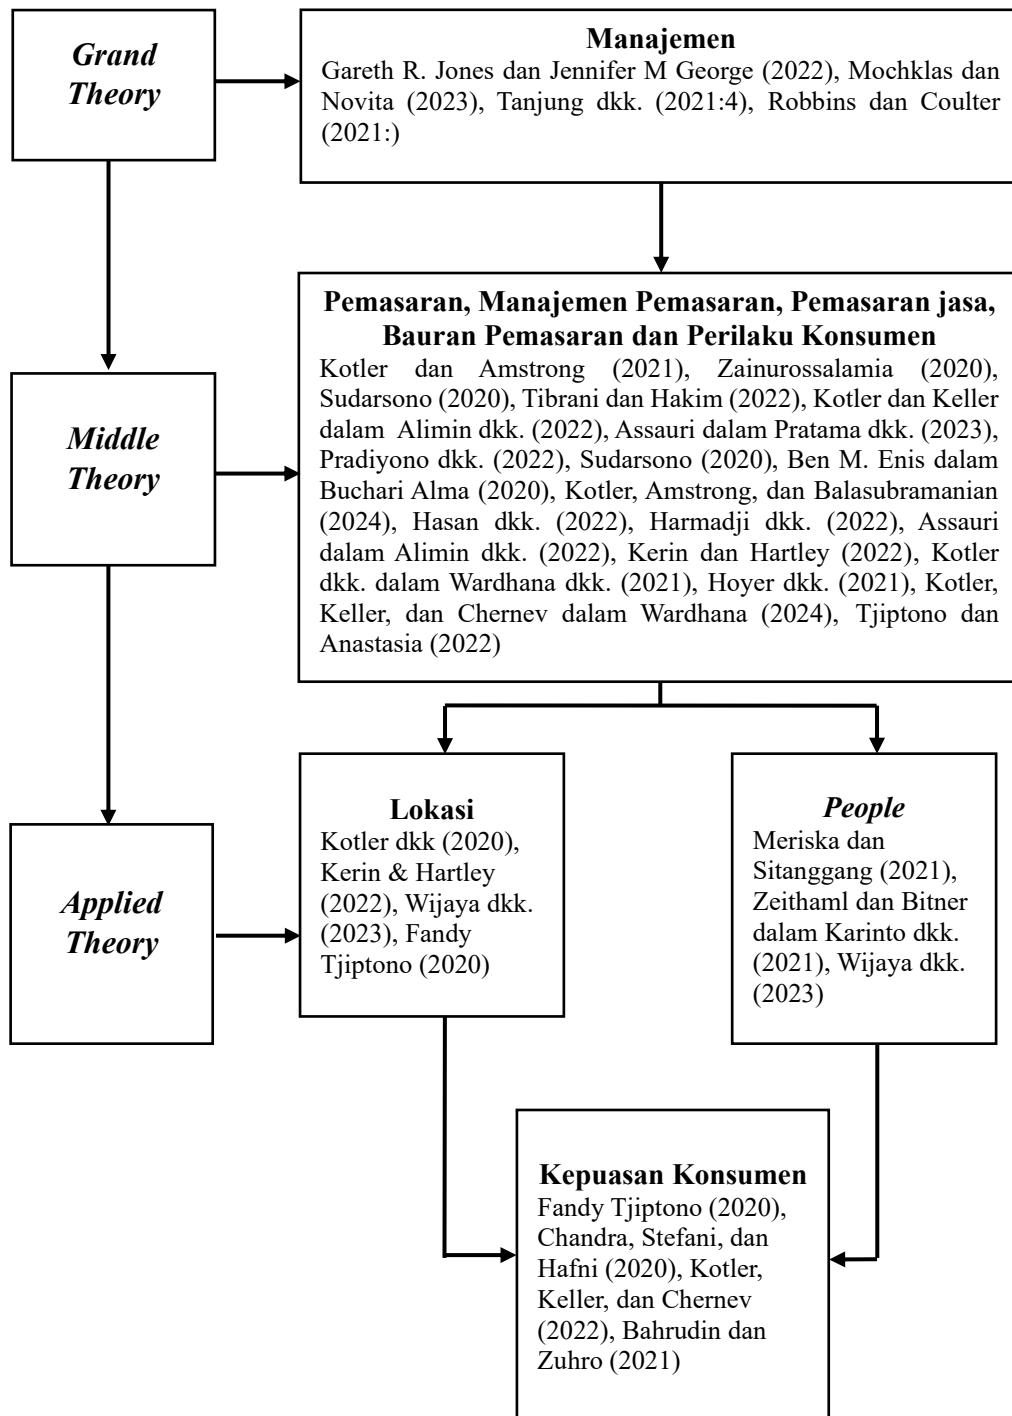 Grand
Theory
Manajemen
Gareth R. Jones dan Jennifer M George (2022), Mochklas dan
Novita (2023), Tanjung dkk. (2021:4), Robbins dan Coulter
(2021:)
Middle
Theory
Pemasaran, Manajemen Pemasaran, Pemasaran jasa,
Bauran Pemasaran dan Perilaku Konsumen
Kotler dan Amstrong (2021), Zainurossalamia (2020),
Sudarsono (2020), Tibrani dan Hakim (2022), Kotler dan Keller
dalam Alimin dkk. (2022), Assauri dalam Pratama dkk. (2023),
Pradiyono dkk. (2022), Sudarsono (2020), Ben M. Enis dalam
Buchari Alma (2020), Kotler, Amstrong, dan Balasubramanian
(2024), Hasan dkk. (2022), Harmadji dkk. (2022), Assauri
dalam Alimin dkk. (2022), Kerin dan Hartley (2022), Kotler
dkk. dalam Wardhana dkk. (2021), Hoyer dkk. (2021), Kotler,
Keller, dan Chernev dalam Wardhana (2024), Tjiptono dan
Anastasia (2022)
Applied
Theory
Lokasi
Kotler dkk (2020),
Kerin & Hartley
(2022), Wijaya dkk.
(2023), Fandy
Tjiptono (2020)
People
Meriska dan
Sitanggang (2021),
Zeithaml dan Bitner
dalam Karinto dkk.
(2021), Wijaya dkk.
(2023)
Kepuasan Konsumen
Fandy Tjiptono (2020),
Chandra, Stefani, dan
Hafni (2020), Kotler,
Keller, dan Chernev
(2022), Bahrudin dan
Zuhro (2021)